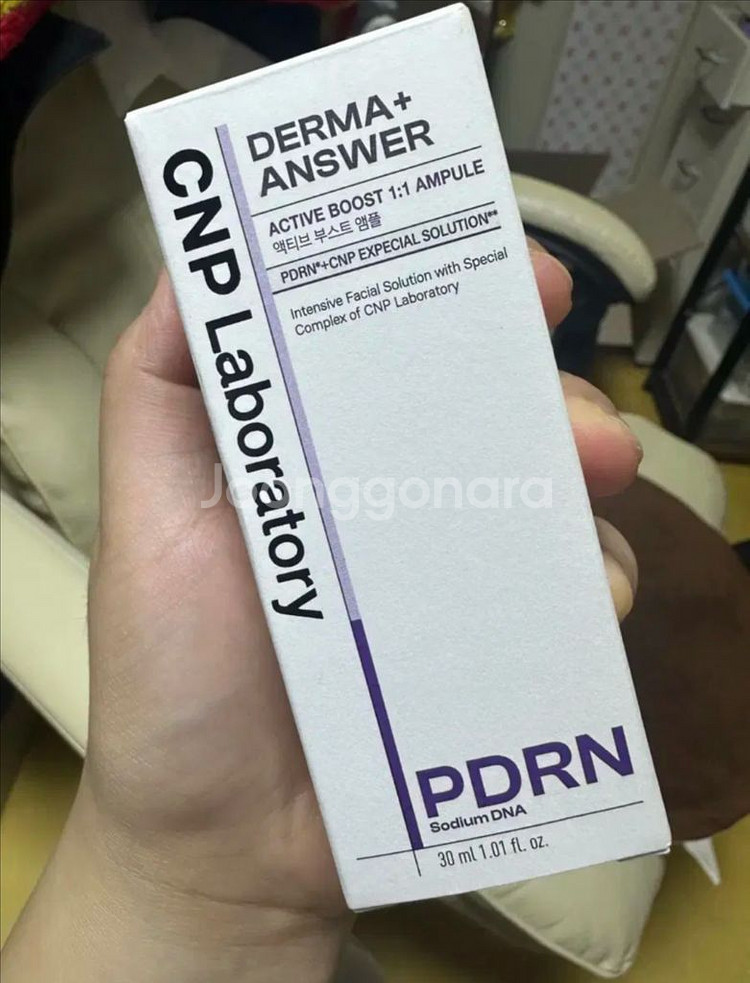 CNP Laboratory
DERMA+
ANSWER
ACTIVE BOOST 1:1 AMPULE
액티브 부스트 앰플
PDRN*+CNP EXPECIAL SOLUTION**
Intensive Facial Solution with Special
Complex of CNP Laboratory
Joonggonara
PDRN
Sodium DNA
30 ml 1.01 fl. oz.